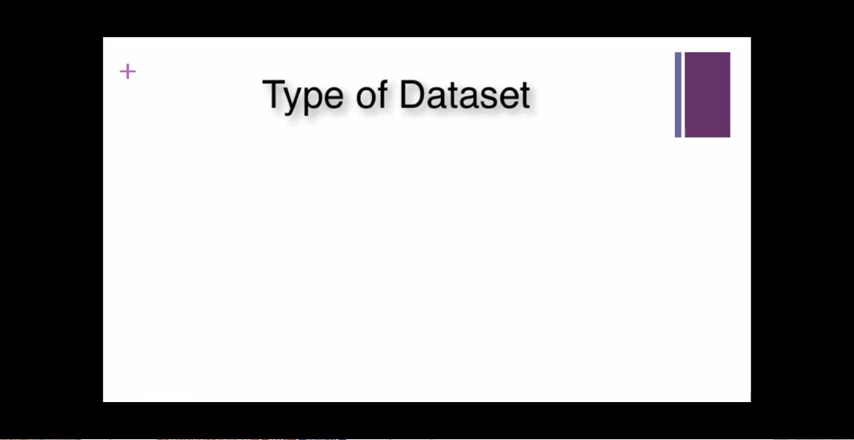 +
Type of Dataset